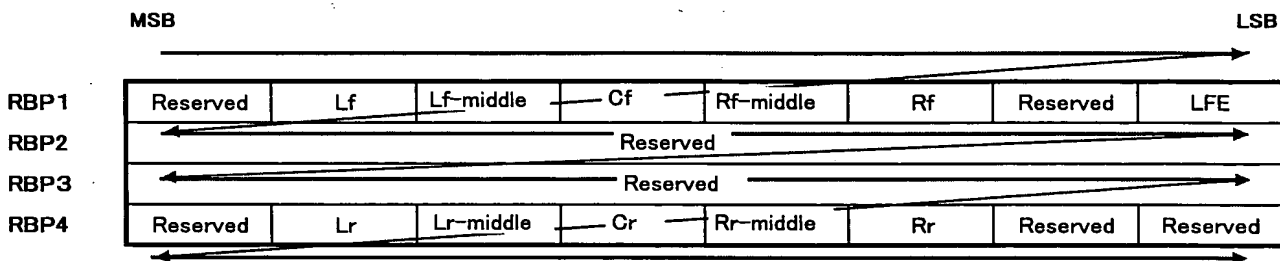 MSB LSB
RBP1 Reserved Lf Lf-middle Cf Rf-middle Rf Reserved LFE
RBP2 Reserved
RBP3 Reserved
RBP4 Reserved Lr Lr-middle Cr Rr-middle Rr Reserved Reserved